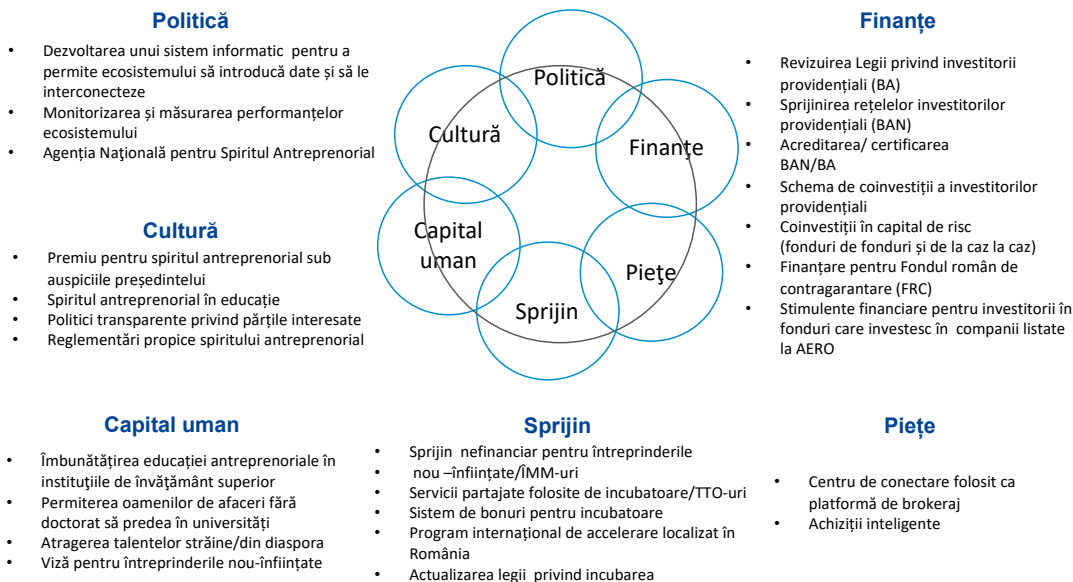 Politică
• Dezvoltarea unui sistem informatic pentru a
permite ecosistemului să introducă date și să le
interconecteze
• Monitorizarea și măsurarea performanțelor
ecosistemului
• Agenția Naţională pentru Spiritul Antreprenorial
Cultură
• Premiu pentru spiritul antreprenorial sub
auspiciile președintelui
• Spiritul antreprenorial în educație
• Politici transparente privind părțile interesate
• Reglementări propice spiritului antreprenorial
Politică
Cultură
Finanţe
Capital
uman
Pieţe
Sprijin
Finanțe
• Revizuirea Legii privind investitorii
providențiali (BA)
• Sprijinirea rețelelor investitorilor
providențiali (BAN)
• Acreditarea/ certificarea
BAN/BA
• Schema de coinvestiții a investitorilor
providențiali
• Coinvestiții în capital de risc
(fonduri de fonduri și de la caz la caz)
• Finanțare pentru Fondul român de
contragarantare (FRC)
• Stimulente financiare pentru investitorii în
fonduri care investesc în companii listate
la AERO
Capital uman
• Îmbunătățirea educației antreprenoriale în
instituţiile de învăţământ superior
• Permiterea oamenilor de afaceri fără
doctorat să predea în universități
• Atragerea talentelor străine/din diaspora
• Viză pentru întreprinderile nou-înființate
Sprijin
• Sprijin nefinanciar pentru întreprinderile
• nou –înființate/ÎMM-uri
• Servicii partajate folosite de incubatoare/TTO-uri
• Sistem de bonuri pentru incubatoare
• Program internațional de accelerare localizat în
România
• Actualizarea legii privind incubarea
Piețe
• Centru de conectare folosit ca
platformă de brokeraj
• Achiziții inteligente